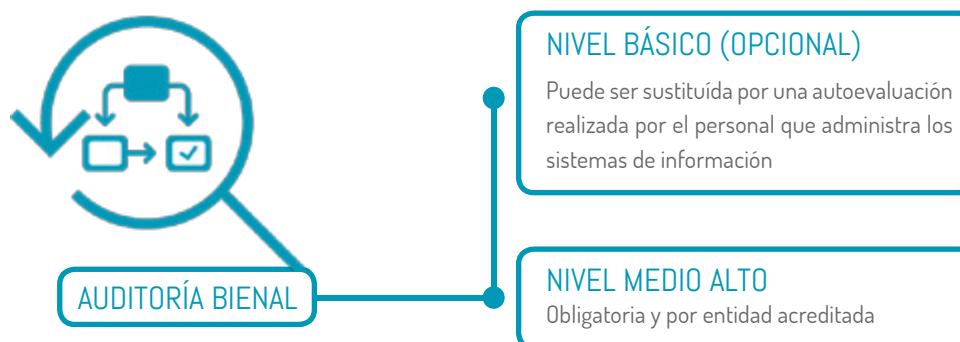 NIVEL BÁSICO (OPCIONAL)
Puede ser sustituída por una autoevaluación
realizada por el personal que administra los
sistemas de información
AUDITORÍA BIENAL
NIVEL MEDIO ALTO
Obligatoria y por entidad acreditada